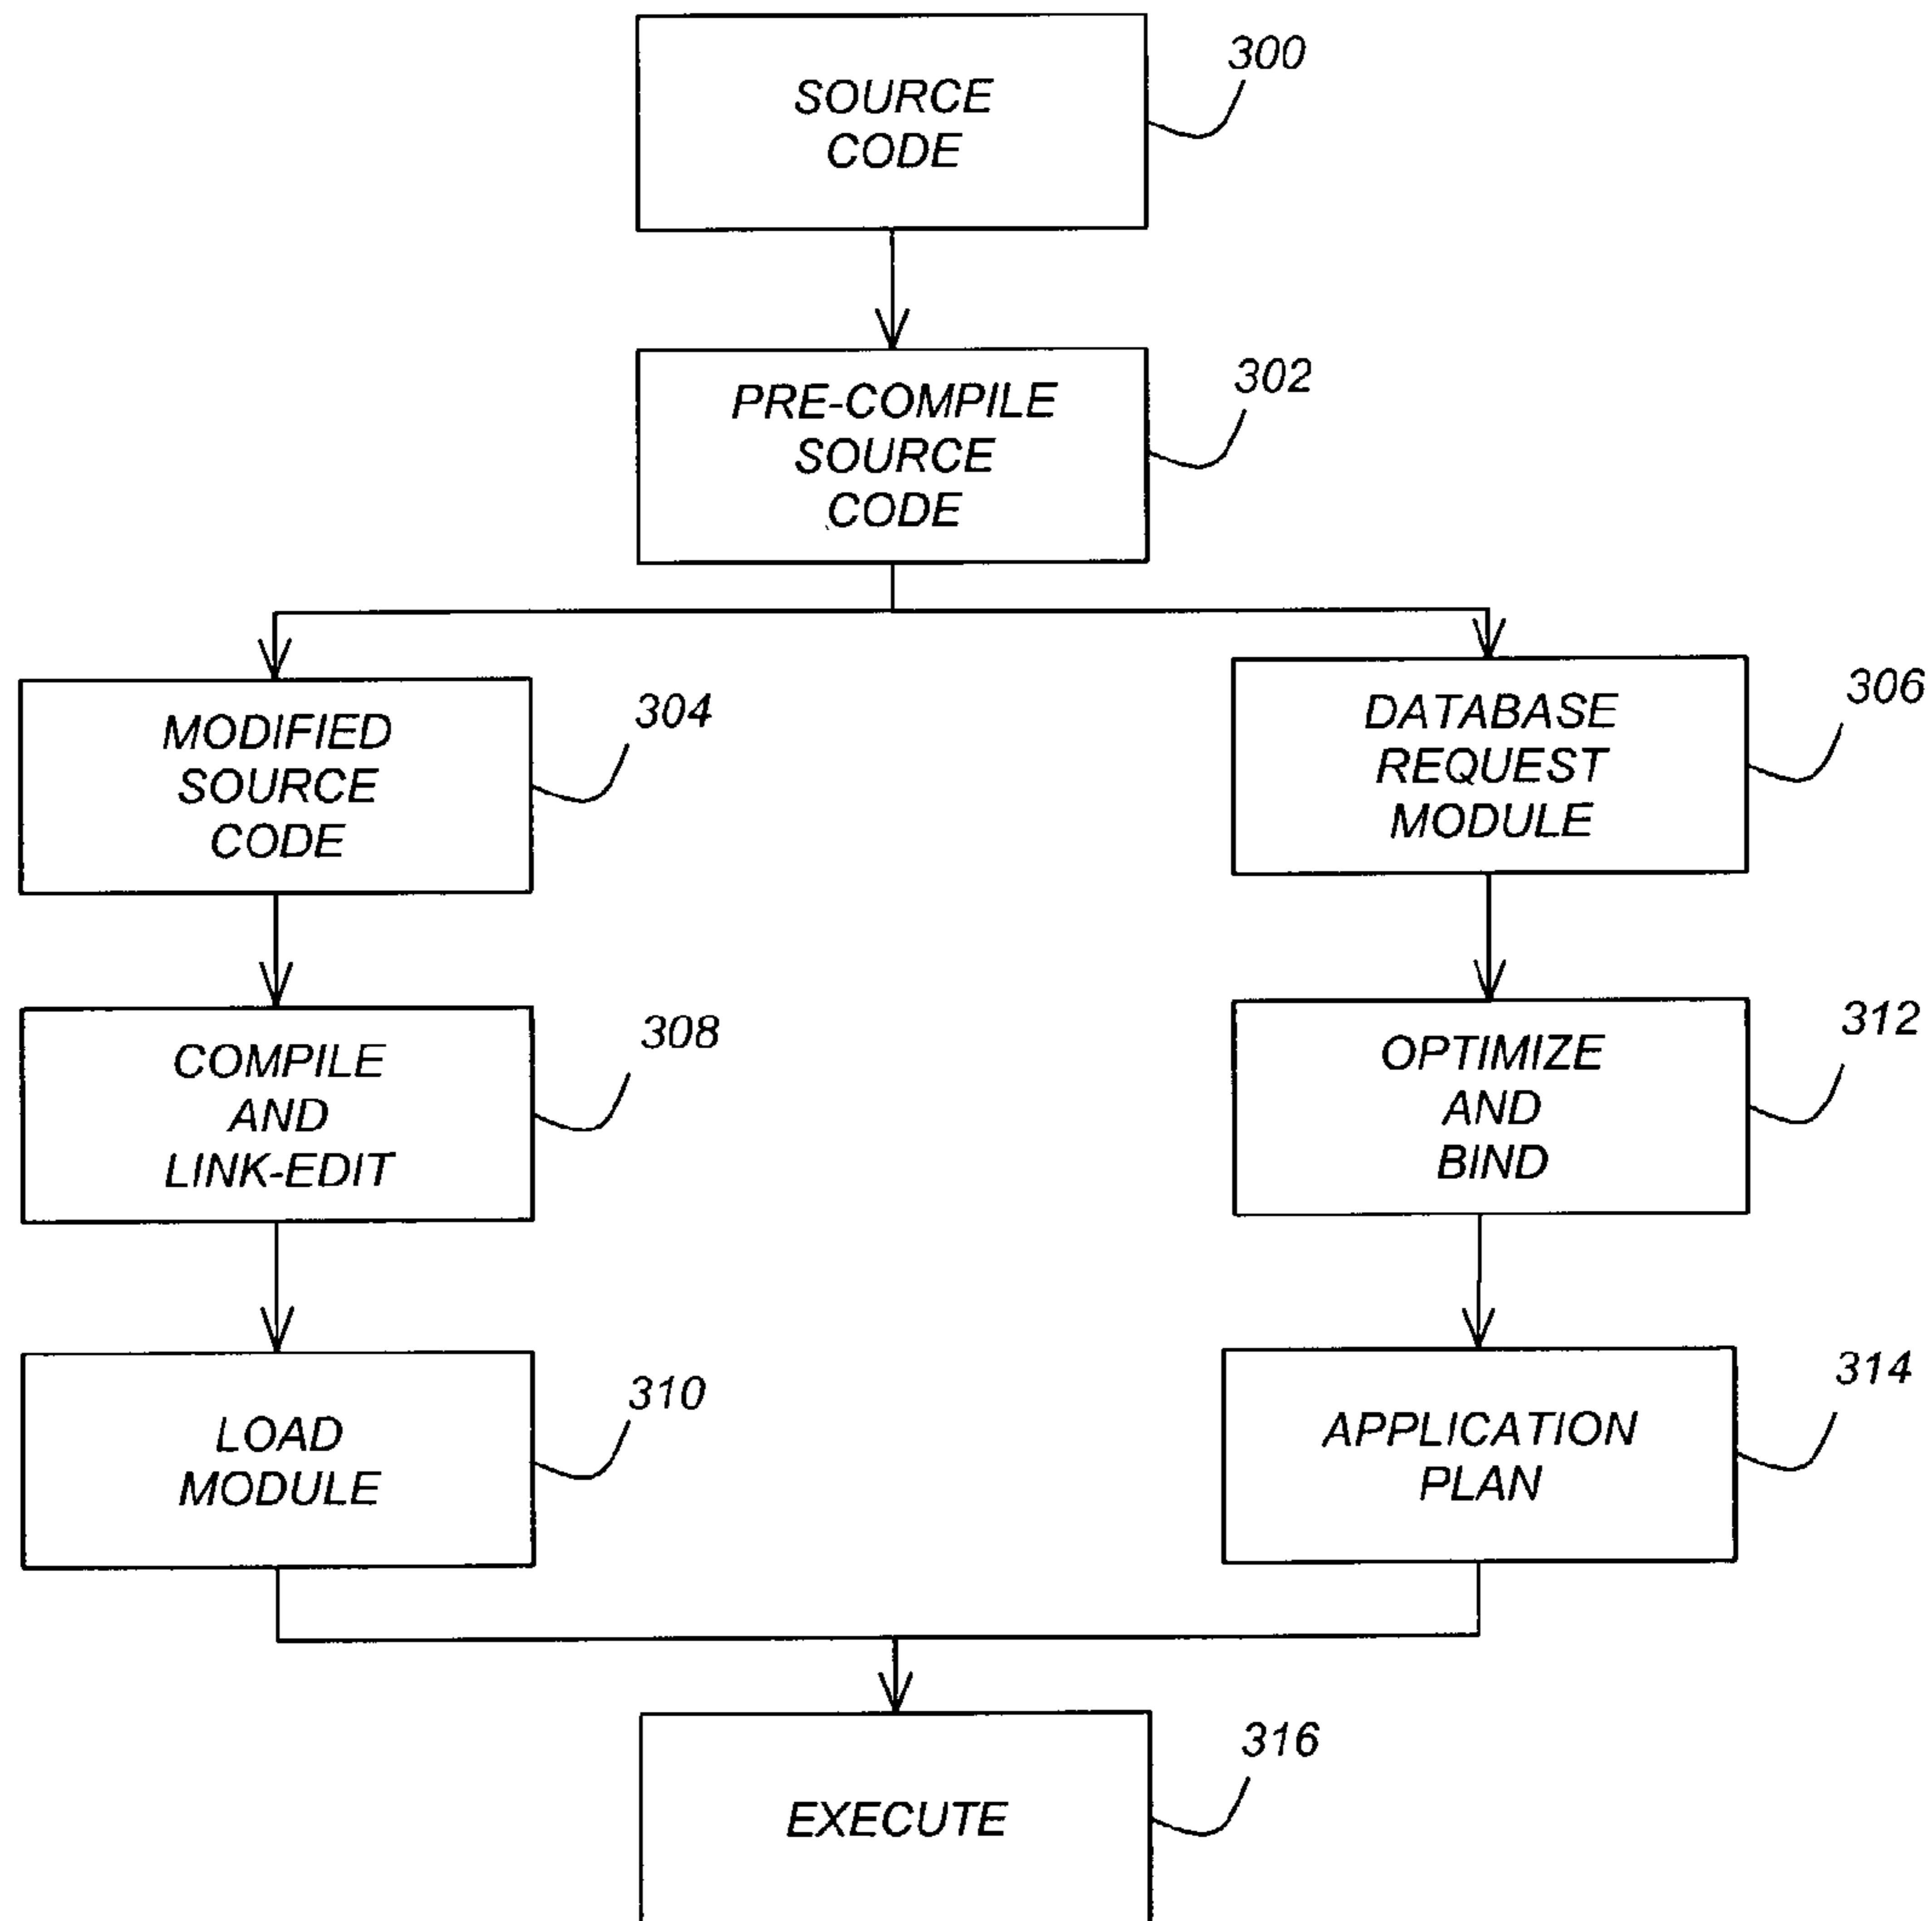 SOURCE
CODE
300
PRE-COMPILE
SOURCE
CODE
302
MODIFIED
SOURCE
CODE
304
DATABASE
REQUEST
MODULE
306
COMPILE
AND
LINK-EDIT
308
OPTIMIZE
AND
BIND
312
LOAD
MODULE
310
APPLICATION
PLAN
314
EXECUTE
316